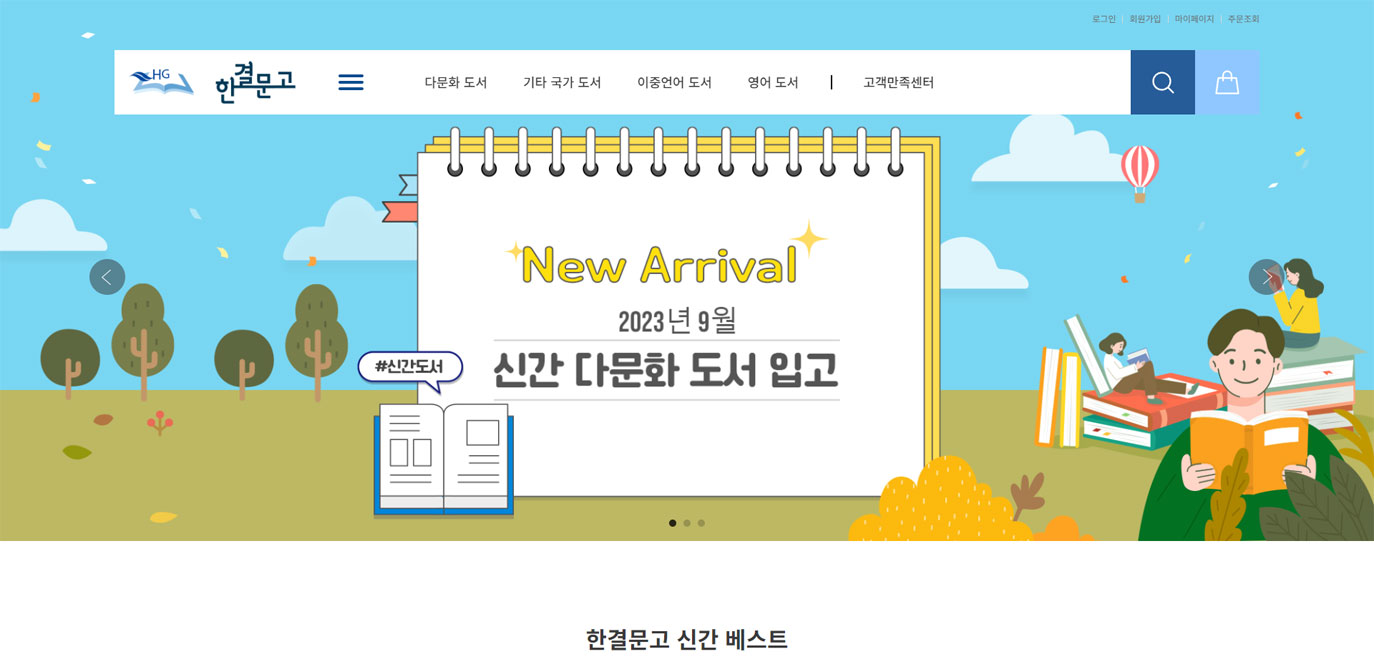 로그인 | 회원가입 | 마이페이지 | 주문조회
HG 한결문고
다문화 도서 기타 국가 도서 이중언어 도서 영어 도서 | 고객만족센터
New Arrival
2023년 9월
신간 다문화 도서 입고
#신간도서
한결문고 신간 베스트